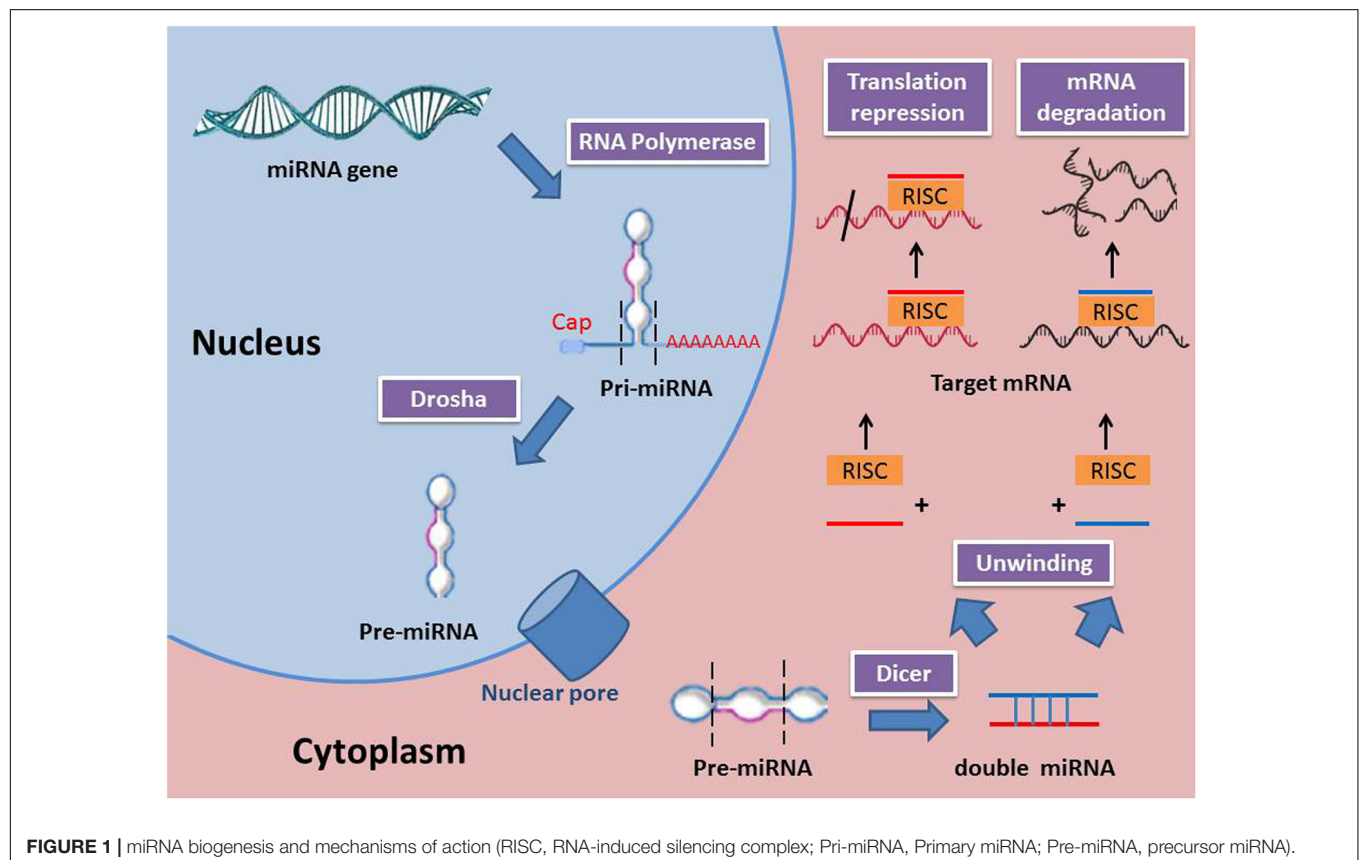 miRNA gene
RNA Polymerase
Cap
AAAAAAAA
Pri-miRNA
Nucleus
Drosha
Pre-miRNA
Nuclear pore
Cytoplasm
Pre-miRNA
Dicer
double miRNA
Unwinding
RISC
+
+
RISC
Target mRNA
RISC
RISC
RISC
Translation
repression
mRNA
degradation
FIGURE 1 | miRNA biogenesis and mechanisms of action (RISC, RNA-induced silencing complex; Pri-miRNA, Primary miRNA; Pre-miRNA, precursor miRNA).